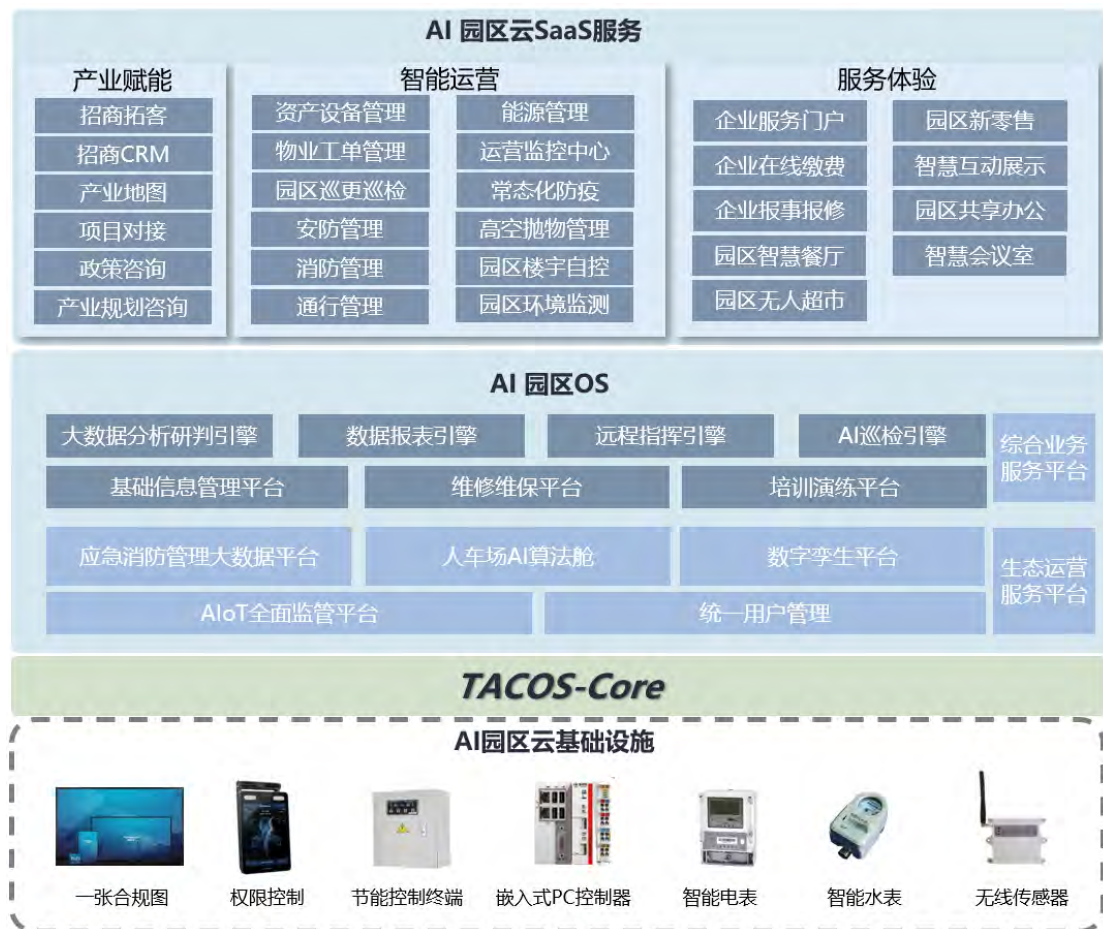 AI 园区云SaaS服务
产业赋能
招商拓客
招商CRM
产业地图
项目对接
政策咨询
产业规划咨询
智能运营
资产设备管理
能源管理
物业工单管理
运营监控中心
园区巡更巡检
常态化防疫
安防管理
高空抛物管理
消防管理
园区楼宇自控
通行管理
园区环境监测
服务体验
企业服务门户
园区新零售
企业在线缴费
智慧互动展示
企业报事报修
园区共享办公
园区智慧餐厅
智慧会议室
园区无人超市
AI 园区OS
大数据分析研判引擎
数据报表引擎
远程指挥引擎
AI巡检引擎
基础信息管理平台
维修维保平台
培训演练平台
综合业务
服务平台
应急消防管理大数据平台
人车场AI算法舱
数字孪生平台
AIoT全面监管平台
统一用户管理
生态运营
服务平台
TACOS-Core
AI园区云基础设施
一张合规图
权限控制
节能控制终端
嵌入式PC控制器
智能电表
智能水表
无线传感器